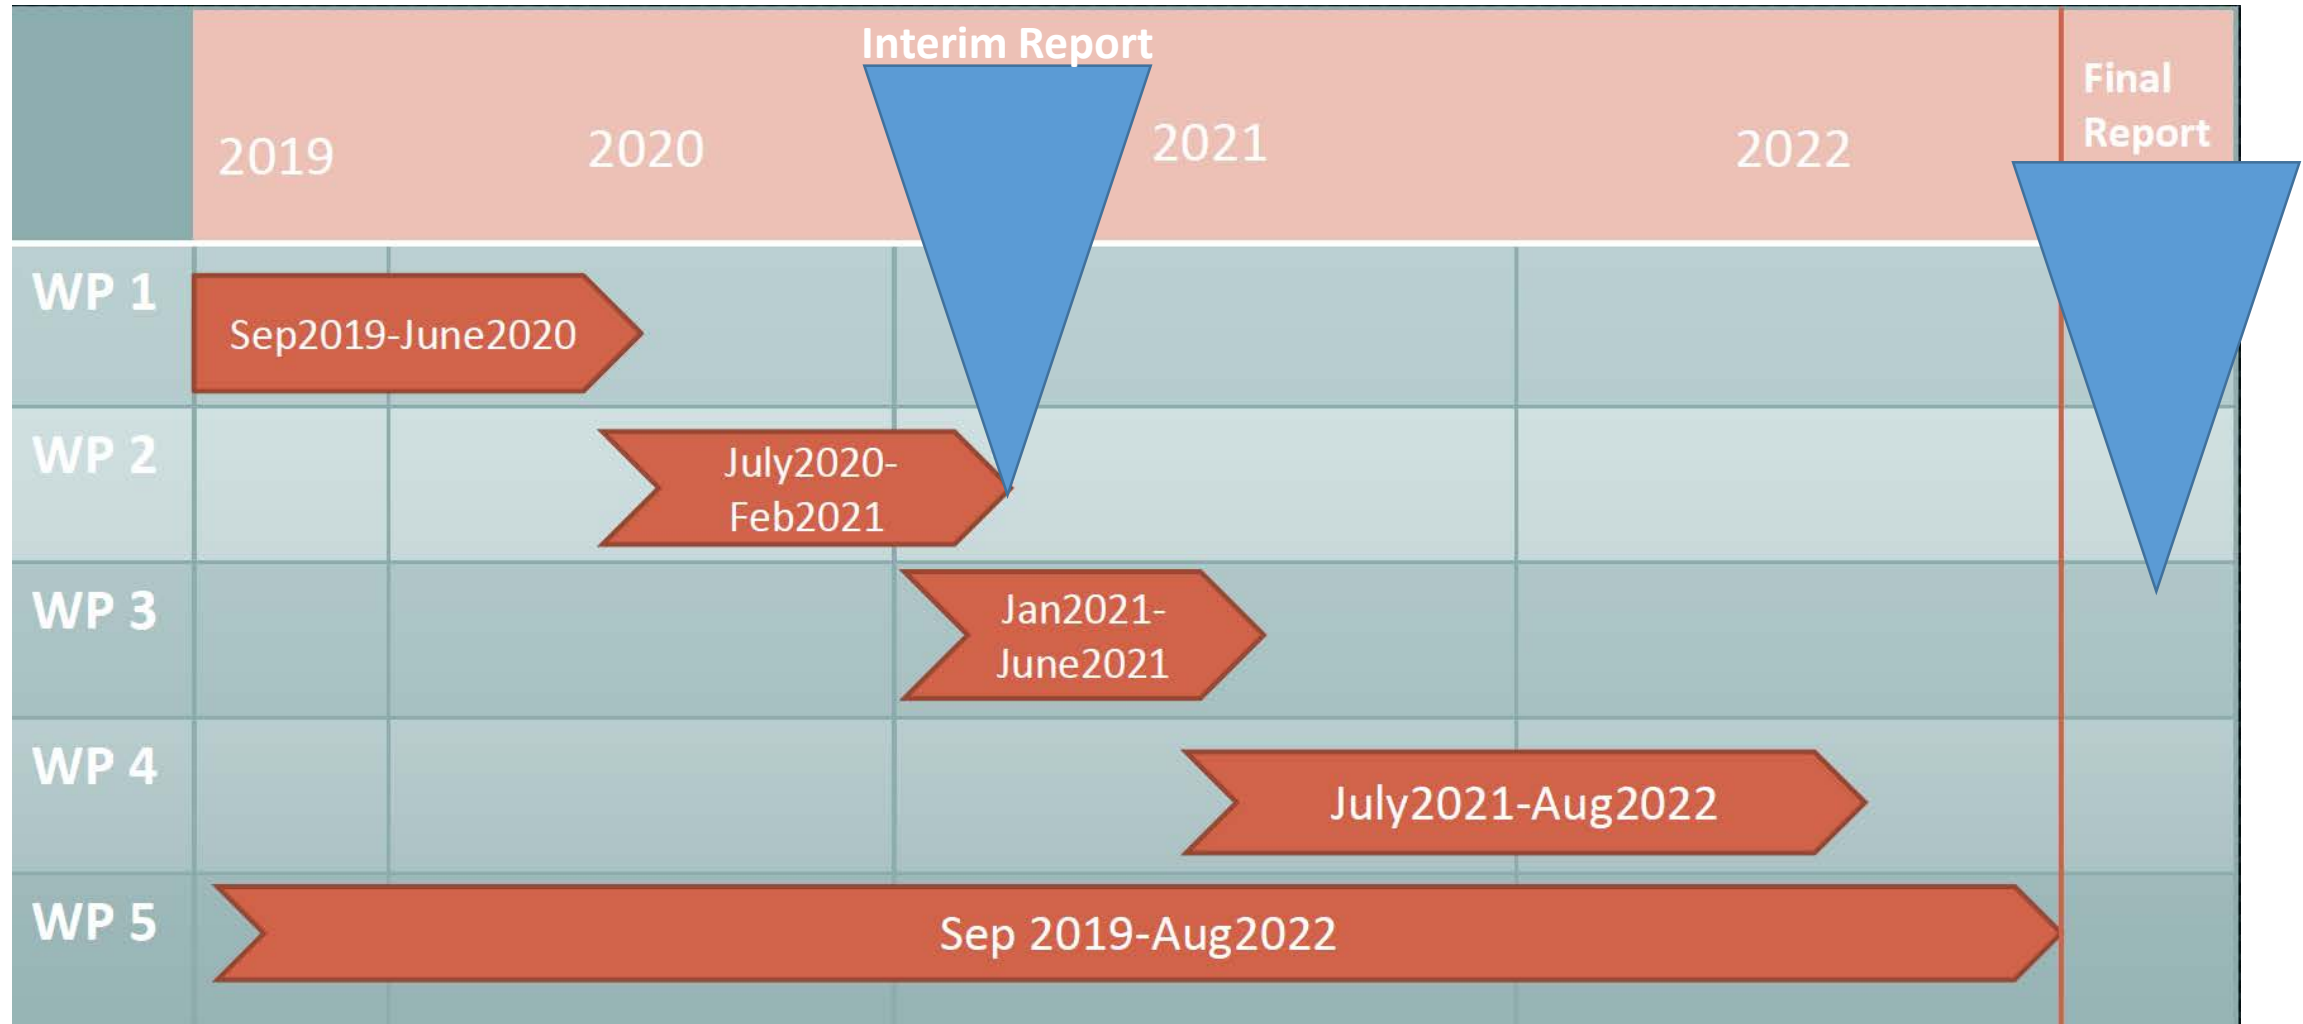 Interim Report
Final
Report
2019
2020
2021
2022
WP 1
Sep2019-June2020
WP 2
July2020-
Feb2021
WP 3
Jan2021-
June2021
WP 4
July2021-Aug2022
WP 5
Sep 2019-Aug2022